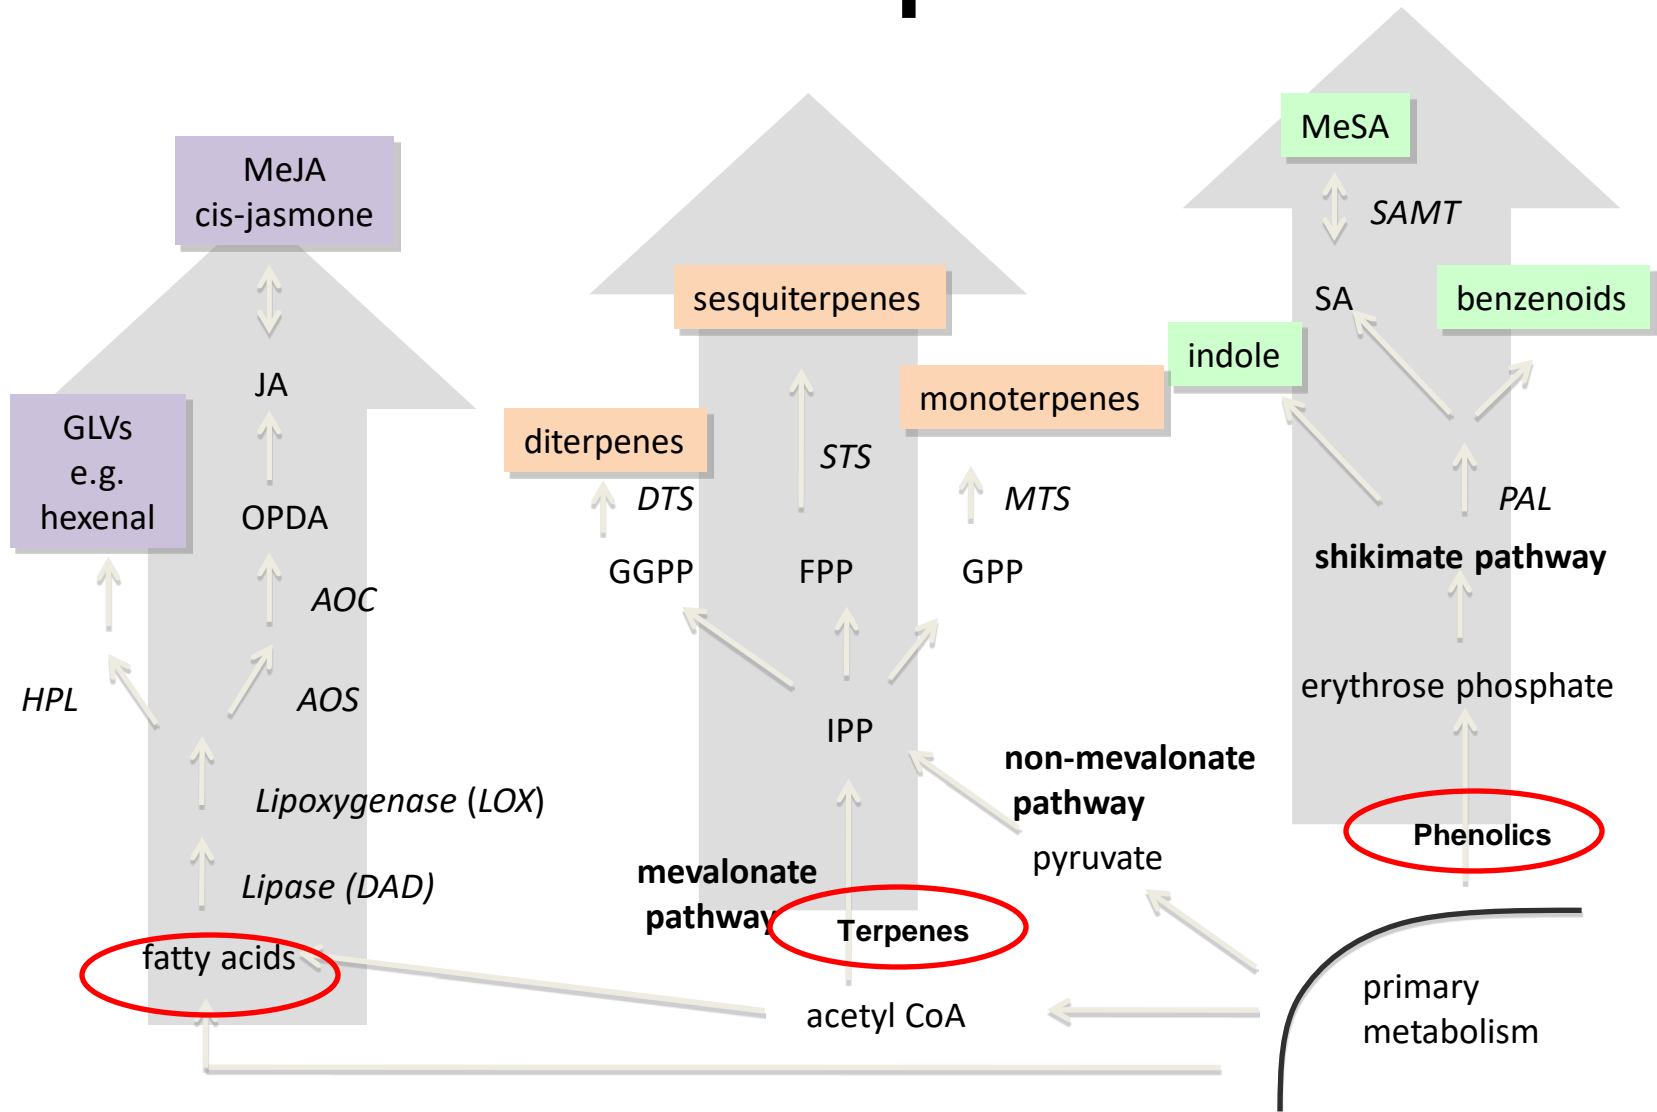 MeJA
cis-jasmone
JA
GLVs
e.g.
hexenal
OPDA
AOC
HPL
AOS
Lipoxygenase (LOX)
Lipase (DAD)
fatty acids
sesquiterpenes
diterpenes
monoterpenes
STS
DTS
MTS
GGPP
FPP
GPP
IPP
non-mevalonate
pathway
pyruvate
mevalonate
pathway
Terpenes
acetyl CoA
MeSA
SAMT
SA
benzenoids
indole
PAL
shikimate pathway
erythrose phosphate
Phenolics
primary
metabolism